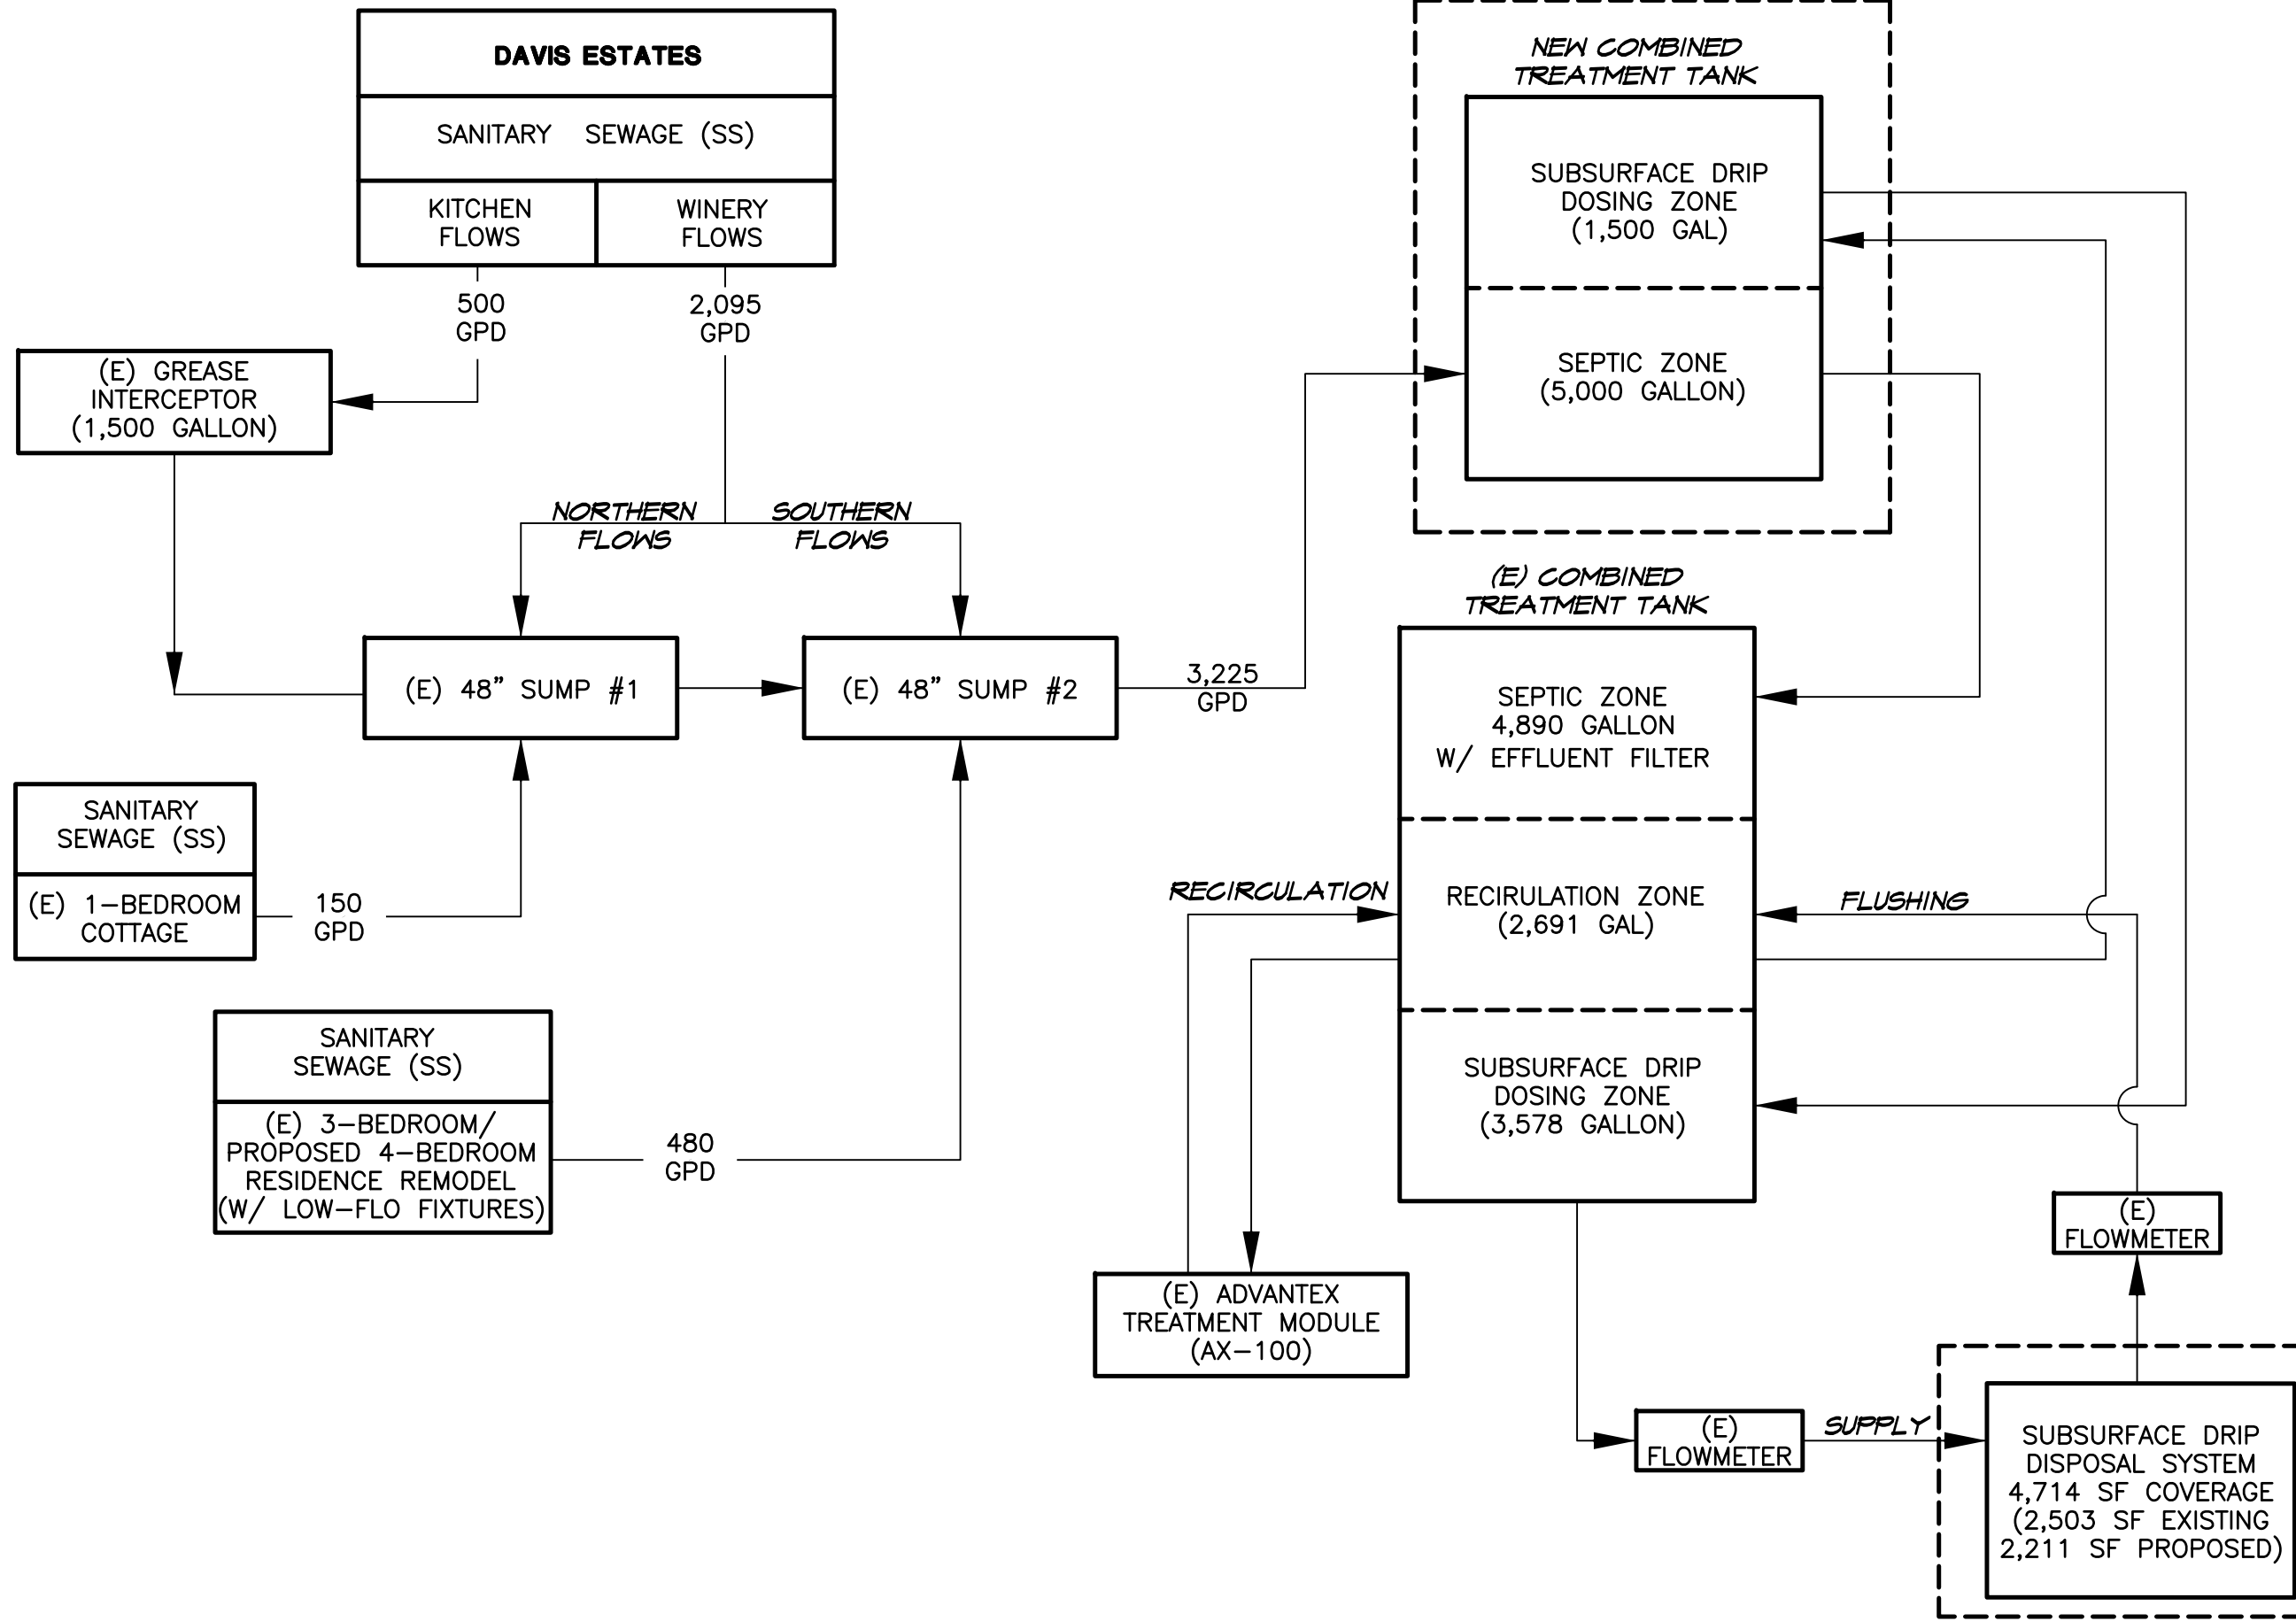 DAVIS ESTATES
SANITARY SEWAGE (SS)
KITCHEN
FLOWS
WINERY
FLOWS
500
GPD
2,095
GPD
(E) GREASE
INTERCEPTOR
(1,500 GALLON)
NORTHERN
FLOWS
SOUTHERN
FLOWS
(E) 48" SUMP #1
(E) 48" SUMP #2
3,225
GPD
SANITARY
SEWAGE (SS)
(E) 1-BEDROOM
COTTAGE
150
GPD
SANITARY
SEWAGE (SS)
(E) 3-BEDROOM/
PROPOSED 4-BEDROOM
RESIDENCE REMODEL
(W/ LOW-FLO FIXTURES)
480
GPD
NEW COMBINED
TREATMENT TANK
SUBSURFACE DRIP
DOSING ZONE
(1,500 GAL)
SEPTIC ZONE
(5,000 GALLON)
(E) COMBINED
TREATMENT TANK
SEPTIC ZONE
4,890 GALLON
W/ EFFLUENT FILTER
RECIRCULATION
RECIRULATION ZONE
(2,691 GAL)
FLUSHING
SUBSURFACE DRIP
DOSING ZONE
(3,578 GALLON)
(E) ADVANTEX
TREATMENT MODULE
(AX-100)
(E)
FLOWMETER
(E)
FLOWMETER
SUPPLY
SUBSURFACE DRIP
DISPOSAL SYSTEM
4,714 SF COVERAGE
(2,503 SF EXISTING
2,211 SF PROPOSED)